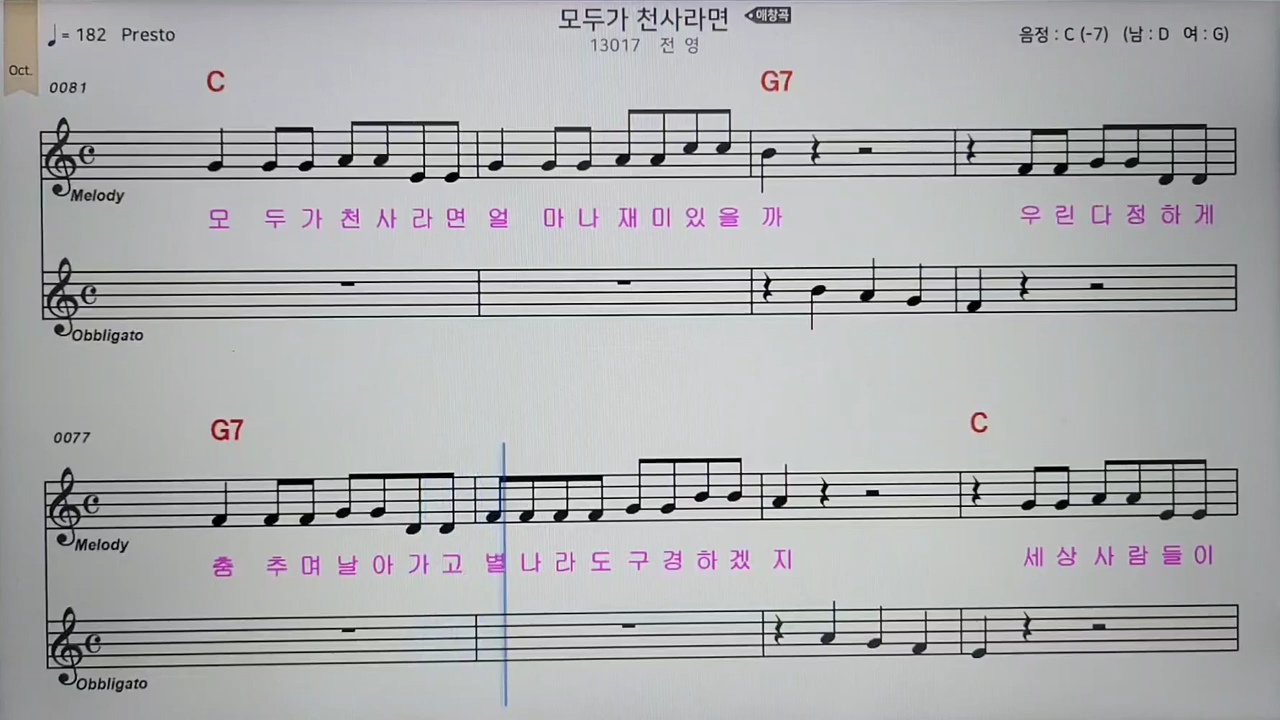 모두가 천사라면 애창곡
♩= 182 Presto
13017 전 영
음정 : C (-7) (남 : D 여 : G)
Oct.
0081
C G7
Melody
모 두 가 천 사 라 면 얼 마 나 재 미 있 을 까 우 린 다 정 하 게
Obbligato
0077
G7 C
Melody
춤 추 며 날 아 가 고 별 나 라 도 구 경 하 겠 지 세 상 사 람 들 이
Obbligato